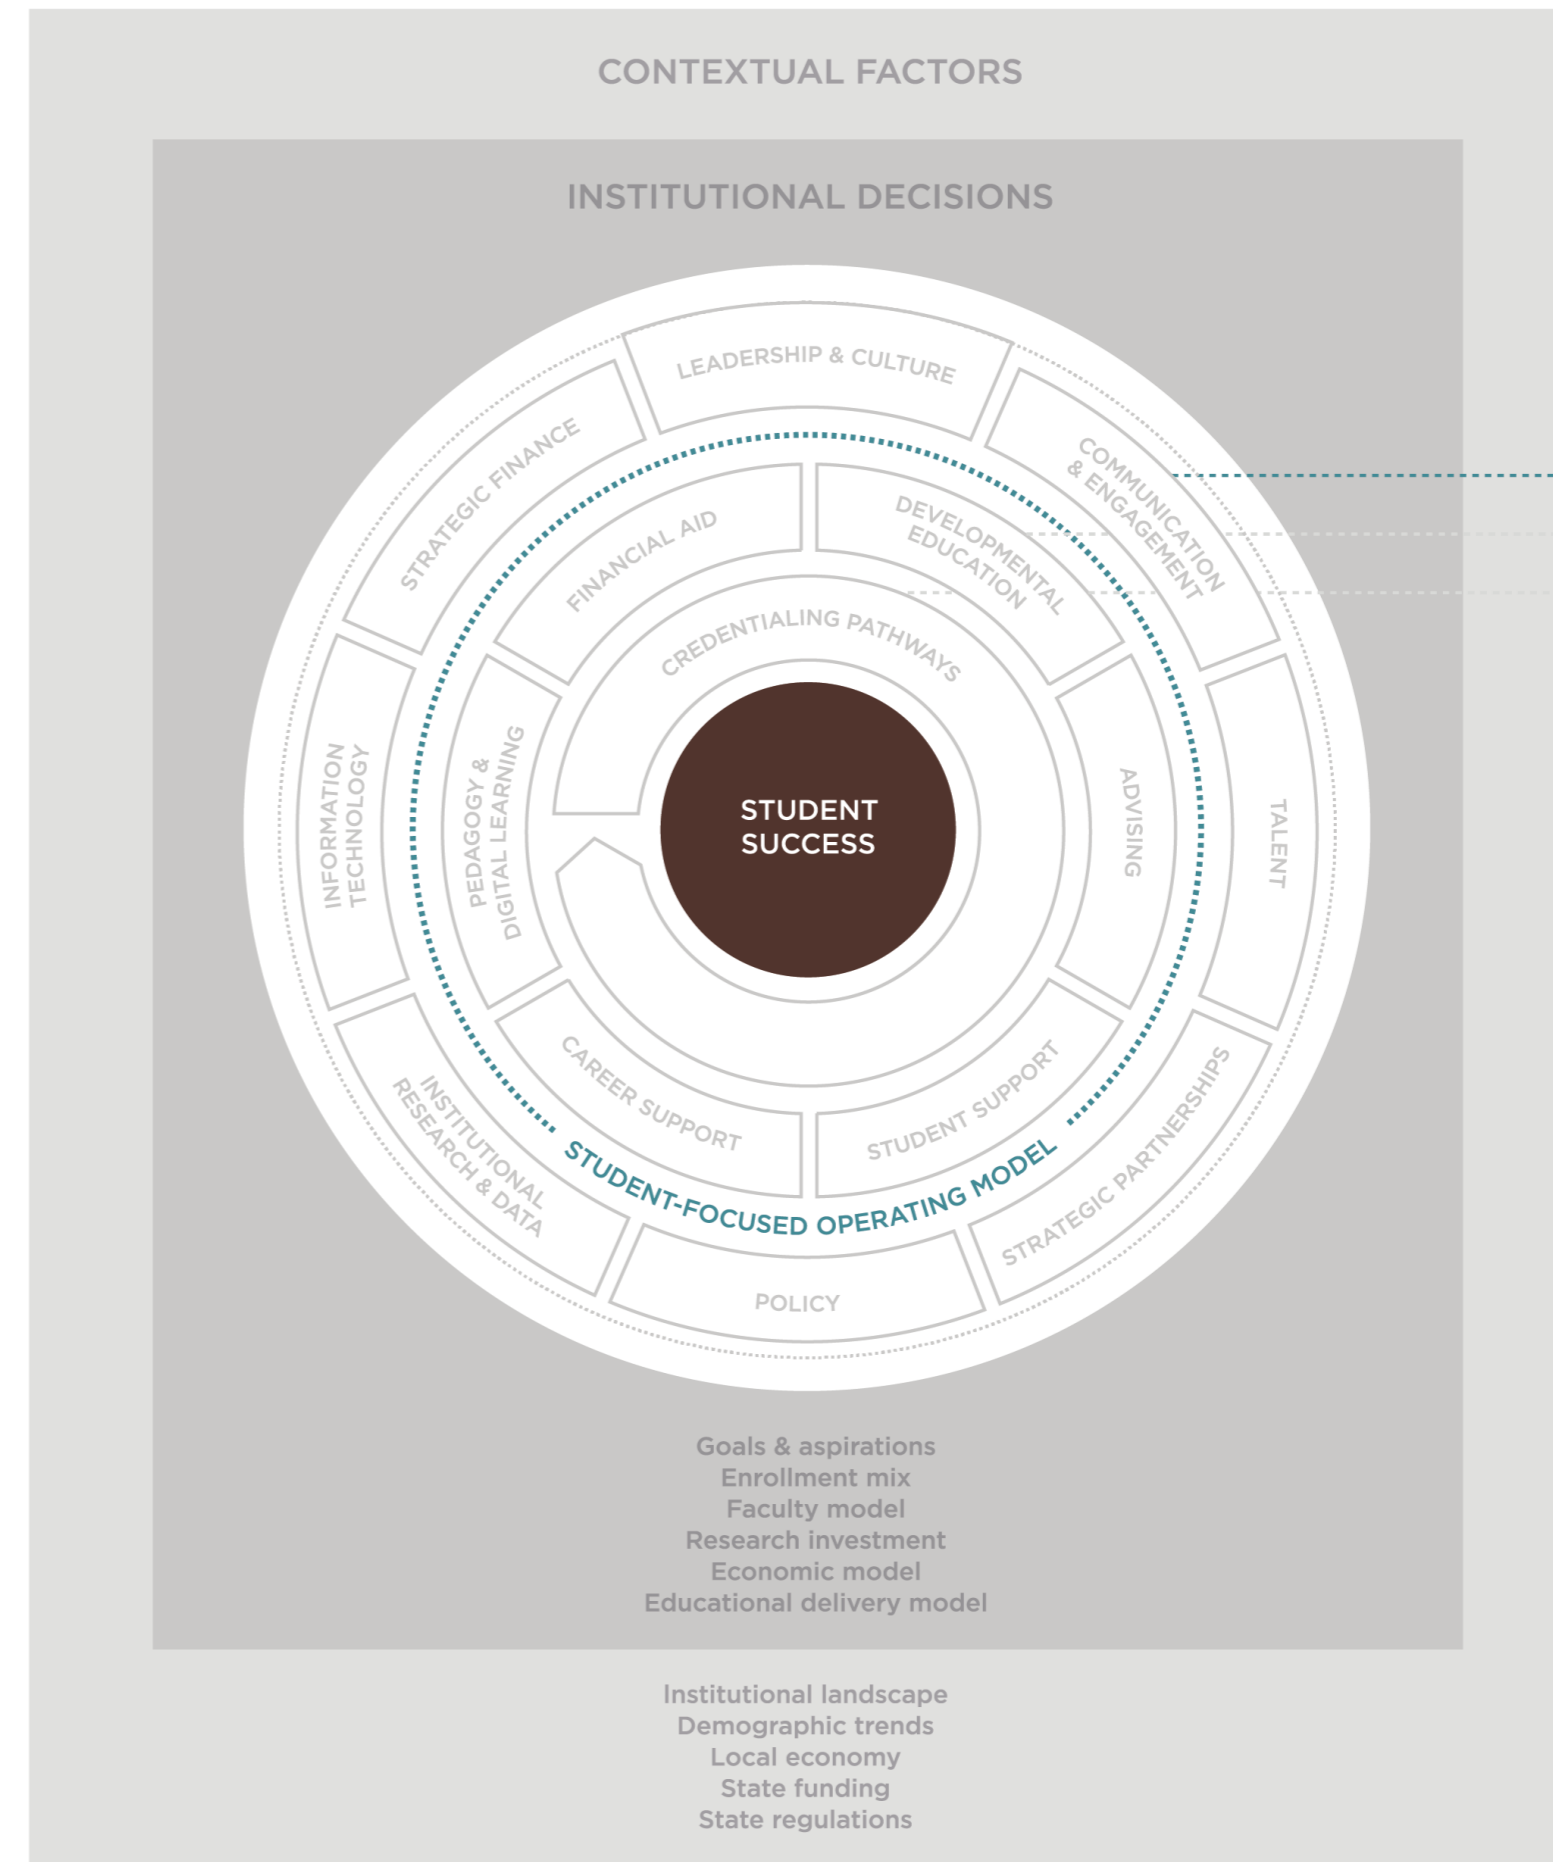 CONTEXTUAL FACTORS
INSTITUTIONAL DECISIONS
LEADERSHIP & CULTURE
COMMUNICATION
& ENGAGEMENT
TALENT
STRATEGIC PARTNERSHIPS
POLICY
INSTITUTIONAL
RESEARCH & DATA
INFORMATION
TECHNOLOGY
STRATEGIC FINANCE
FINANCIAL AID
DEVELOPMENTAL
EDUCATION
ADVISING
STUDENT SUPPORT
CAREER SUPPORT
PEDAGOGY &
DIGITAL LEARNING
CREDENTIALING PATHWAYS
STUDENT
SUCCESS
STUDENT-FOCUSED OPERATING MODEL
Goals & aspirations
Enrollment mix
Faculty model
Research investment
Economic model
Educational delivery model
Institutional landscape
Demographic trends
Local economy
State funding
State regulations